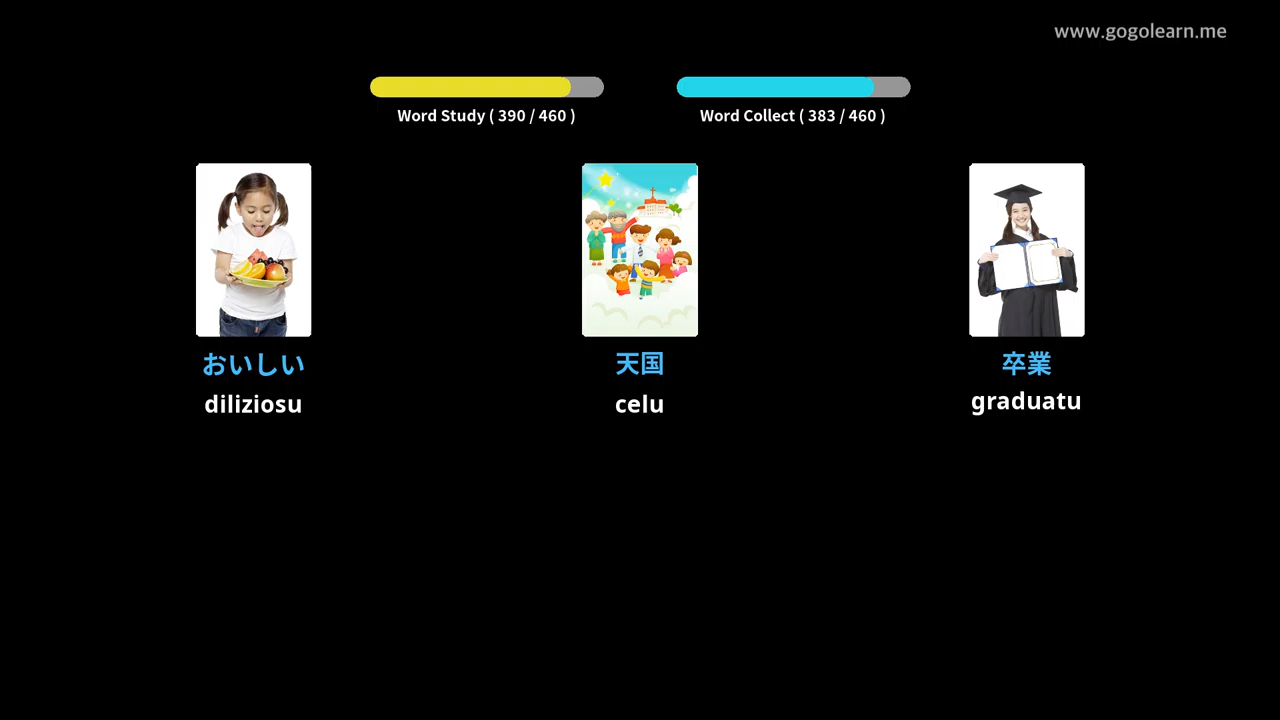 www.gogolearn.me
Word Study ( 390 / 460 )
Word Collect ( 383 / 460 )
おいしい
diliziosu
天国
celu
卒業
graduatu